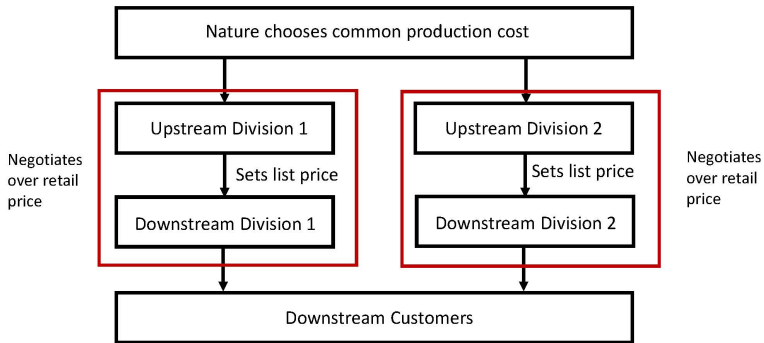 Nature chooses common production cost
Upstream Division 1
Upstream Division 2
Negotiates
over retail
price
Sets list price
Sets list price
Negotiates
over retail
price
Downstream Division 1
Downstream Division 2
Downstream Customers